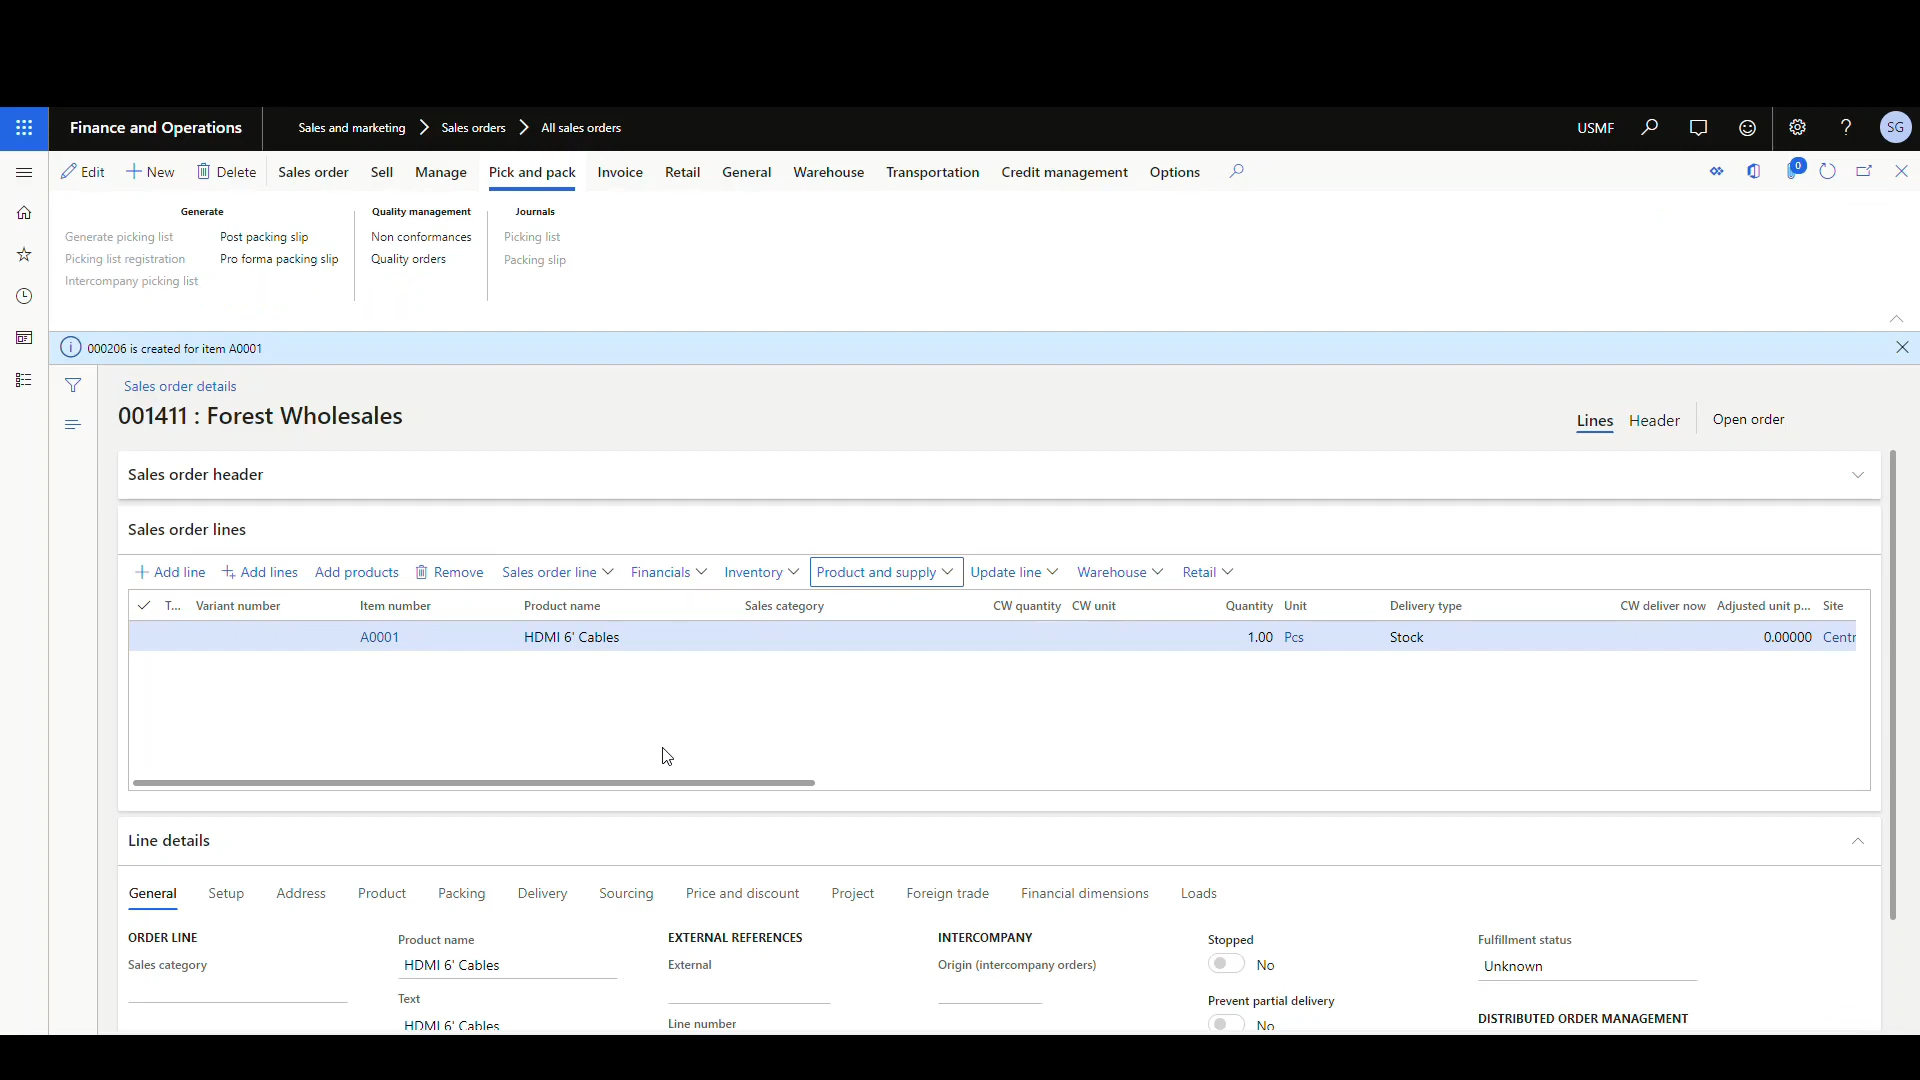 Finance and Operations
Sales and marketing > Sales orders > All sales orders
USMF
?
SG
Edit New Delete Sales order Sell Manage Pick and pack Invoice Retail General Warehouse Transportation Credit management Options
0
Generate
Generate picking list
Picking list registration
Intercompany picking list
Post packing slip
Pro forma packing slip
Quality management
Non conformances
Quality orders
Journals
Picking list
Packing slip
000206 is created for item A0001
Sales order details
001411 : Forest Wholesales
Lines Header Open order
Sales order header
Sales order lines
Add line Add lines Add products Remove Sales order line Financials Inventory Product and supply Update line Warehouse Retail
T... Variant number Item number Product name Sales category CW quantity CW unit Quantity Unit Delivery type CW deliver now Adjusted unit p... Site
A0001 HDMI 6' Cables 1.00 Pcs Stock 0.00000 Centr
Line details
General Setup Address Product Packing Delivery Sourcing Price and discount Project Foreign trade Financial dimensions Loads
ORDER LINE
Sales category
Product name
HDMI 6' Cables
Text
HDMI 6' Cables
EXTERNAL REFERENCES
External
Line number
INTERCOMPANY
Origin (intercompany orders)
Stopped
No
Prevent partial delivery
No
Fulfillment status
Unknown
DISTRIBUTED ORDER MANAGEMENT